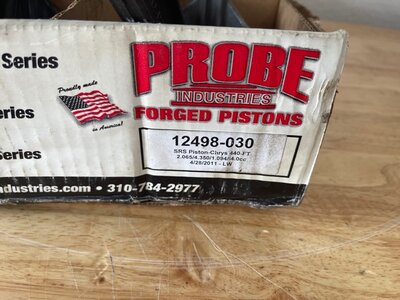 Series
PROBE
Proudly made
INDUSTRIES
in America!
eries
FORGED PISTONS
12498-030
SRS Piston-Chrys 440-FT
2.065/4.350/1.094/+4.0cc
4/28/2011 - LW
Series
ndustries.com • 310-784-2977